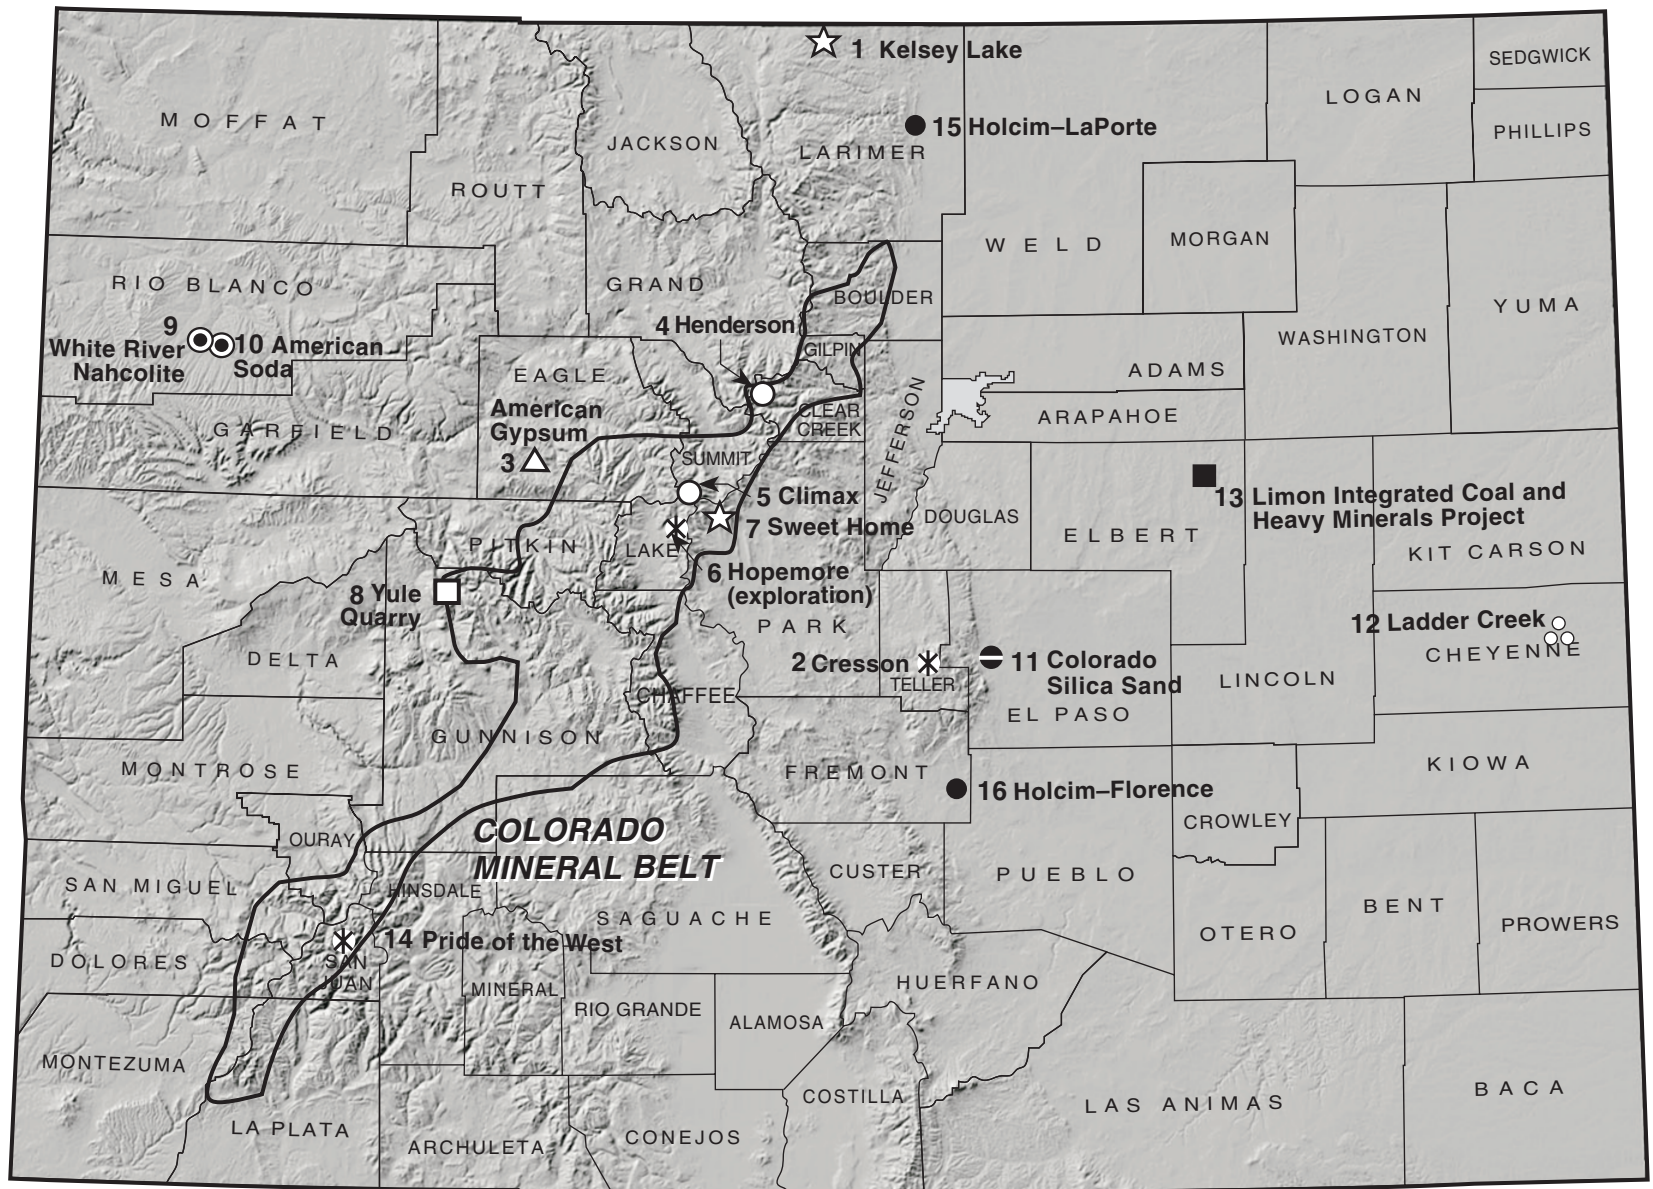 1 Kelsey Lake
SEDGWICK
LOGAN
MOFFAT
15 Holcim–LaPorte
PHILLIPS
JACKSON
LARIMER
ROUTT
WELD
MORGAN
RIO BLANCO
GRAND
BOULDER
YUMA
9
White River
Nahcolite
10 American
Soda
4 Henderson
GILPIN
WASHINGTON
EAGLE
ADAMS
American
Gypsum
3
CLEAR
CREEK
ARAPAHOE
GARFIELD
JEFFERSON
SUMMIT
5 Climax
13 Limon Integrated Coal and
Heavy Minerals Project
7 Sweet Home
DOUGLAS
ELBERT
PITKIN
LAKE
KIT CARSON
MESA
6 Hopemore
(exploration)
8 Yule
Quarry
PARK
12 Ladder Creek
CHEYENNE
DELTA
2 Cresson
11 Colorado
Silica Sand
TELLER
LINCOLN
CHAFFEE
EL PASO
GUNNISON
MONTROSE
FREMONT
KIOWA
16 Holcim–Florence
CROWLEY
OURAY
COLORADO
MINERAL BELT
SAN MIGUEL
HINSDALE
CUSTER
PUEBLO
SAGUACHE
BENT
PROWERS
OTERO
14 Pride of the West
DOLORES
SAN
JUAN
MINERAL
HUERFANO
RIO GRANDE
ALAMOSA
MONTEZUMA
COSTILLA
LAS ANIMAS
BACA
LA PLATA
ARCHULETA
CONEJOS